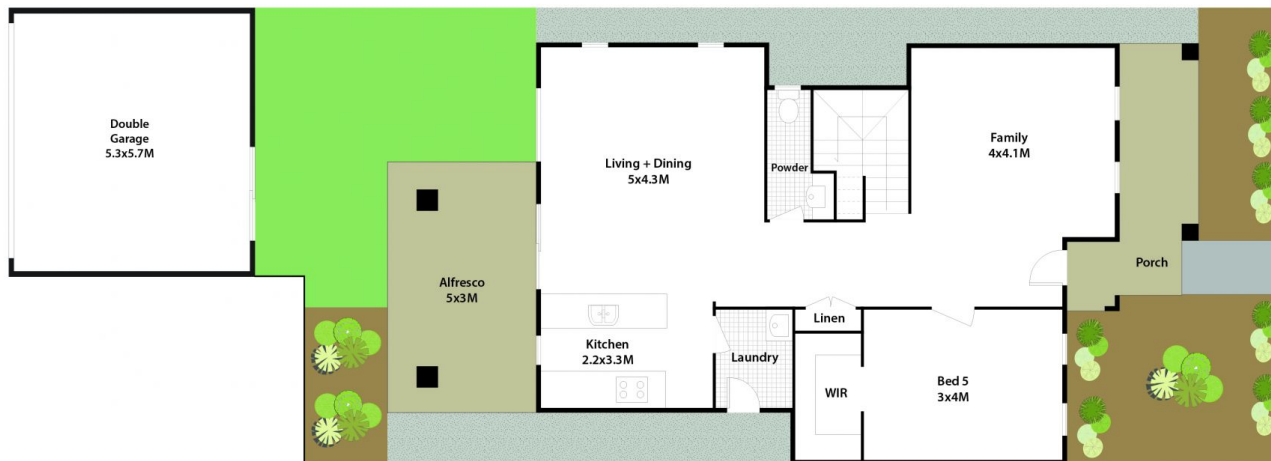 Double
Garage
5.3x5.7M
Living + Dining
5x4.3M
Powder
Family
4x4.1M
Alfresco
5x3M
Porch
Kitchen
2.2x3.3M
Laundry
Linen
WIR
Bed 5
3x4M